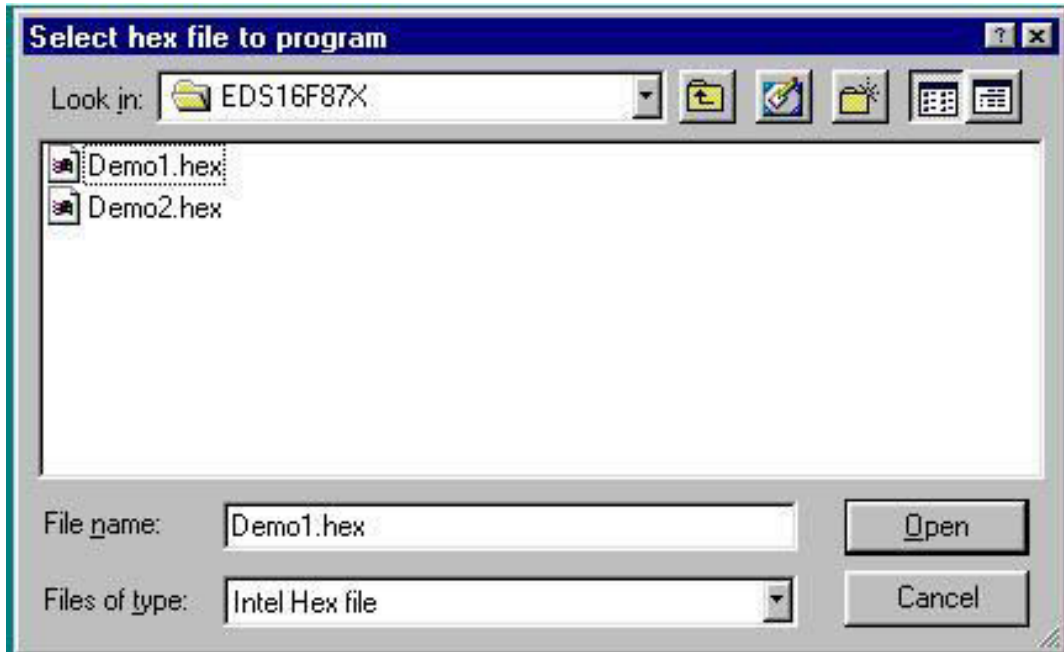 Select hex file to program
Look in: EDS16F87X
Demo1.hex
Demo2.hex
File name: Demo1.hex Open
Files of type: Intel Hex file Cancel